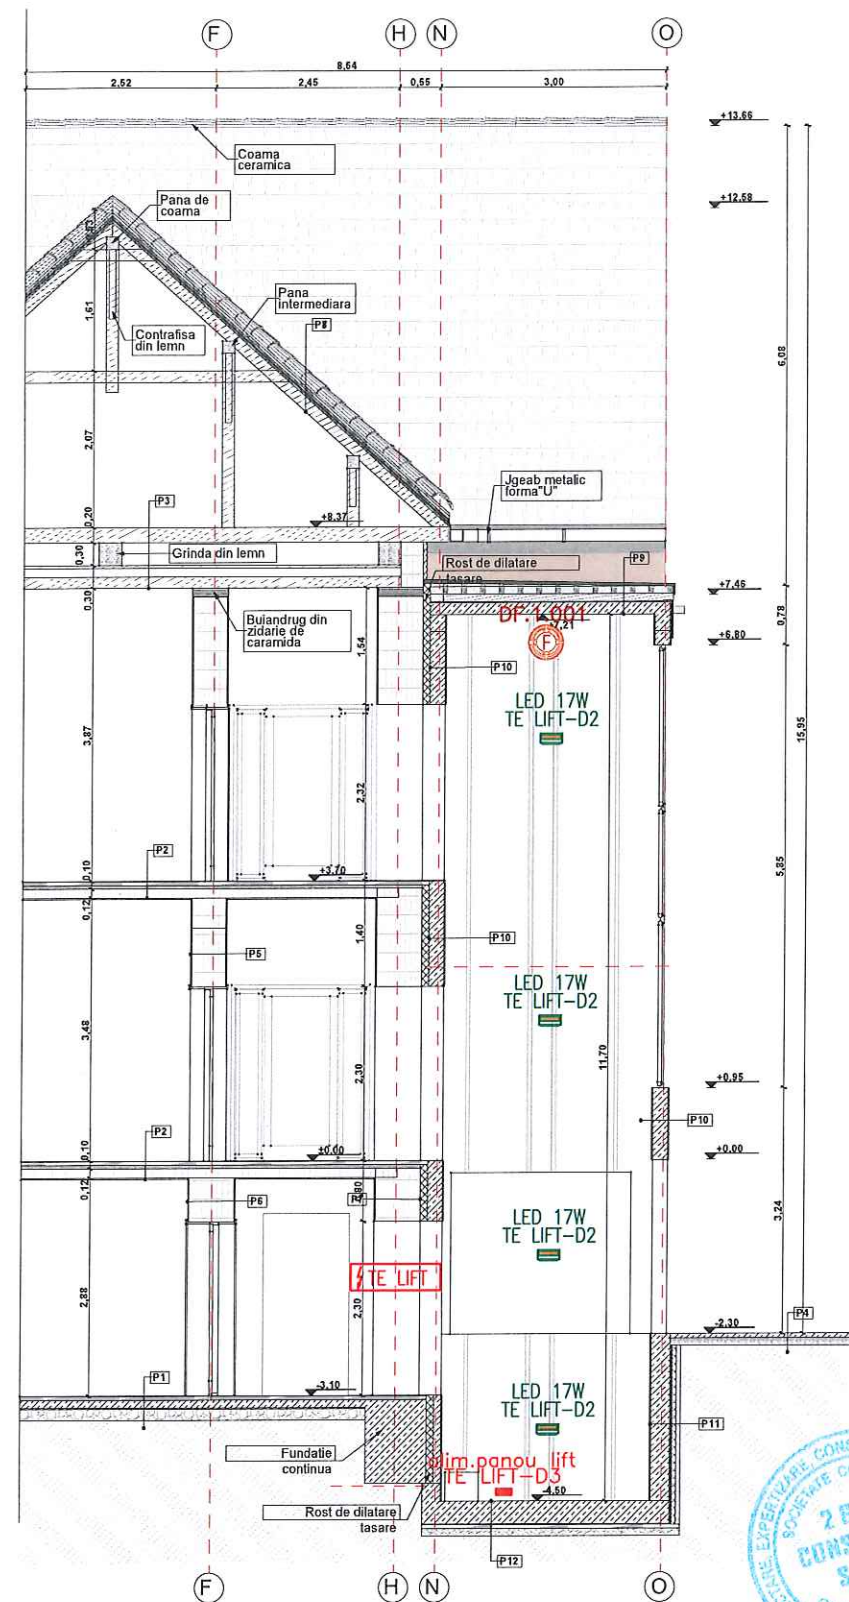 F
H
N
O
8,64
2,52
2,45
0,55
3,00
+13.66
Coama
ceramica
Pana de
coama
+12.58
Pana
intermediara
1,61
Contrafisa
din lemn
6,08
2,07
P3
Jgeab metalic
forma"U"
0,20
+8.37
0,30
Grinda din lemn
Rost de dilatare
tasare
P9
+7.45
0,30
Buiandrug din
zidarie de
caramida
DF.1.001
-7,21
F
0,78
+6.80
1,54
P10
LED 17W
TE LIFT-D2
15,95
3,87
2,32
5,85
P2
0,10
+3.70
0,12
1,40
P10
P5
LED 17W
TE LIFT-D2
3,48
2,30
11,70
+0.95
P2
P10
0,10
+0.00
+0.00
0,12
P6
3,24
LED 17W
TE LIFT-D2
TE LIFT
2,88
2,30
P4
-2.30
P1
-3,10
LED 17W
TE LIFT-D2
P11
Fundatie
continua
alim.panou lift
TE LIFT-D3
-4.50
Rost de dilatare
tasare
P12
F
H
N
O